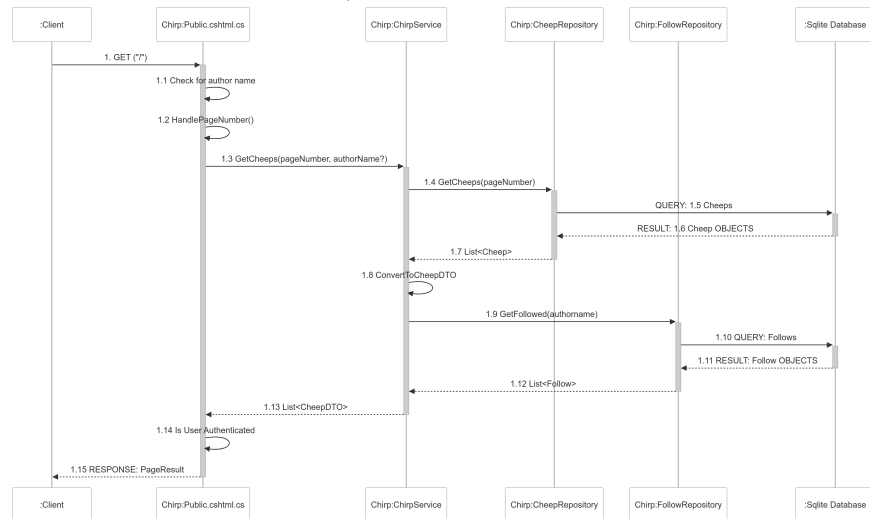 :Client
Chirp:Public.cshtml.cs
Chirp:ChirpService
Chirp:CheepRepository
Chirp:FollowRepository
:Sqlite Database
1. GET ("/")
1.1 Check for author name
1.2 HandlePageNumber()
1.3 GetCheeps(pageNumber, authorName?)
1.4 GetCheeps(pageNumber)
QUERY: 1.5 Cheeps
RESULT: 1.6 Cheep OBJECTS
1.7 List<Cheep>
1.8 ConvertToCheepDTO
1.9 GetFollowed(authorname)
1.10 QUERY: Follows
1.11 RESULT: Follow OBJECTS
1.12 List<Follow>
1.13 List<CheepDTO>
1.14 Is User Authenticated
1.15 RESPONSE: PageResult
:Client
Chirp:Public.cshtml.cs
Chirp:ChirpService
Chirp:CheepRepository
Chirp:FollowRepository
:Sqlite Database